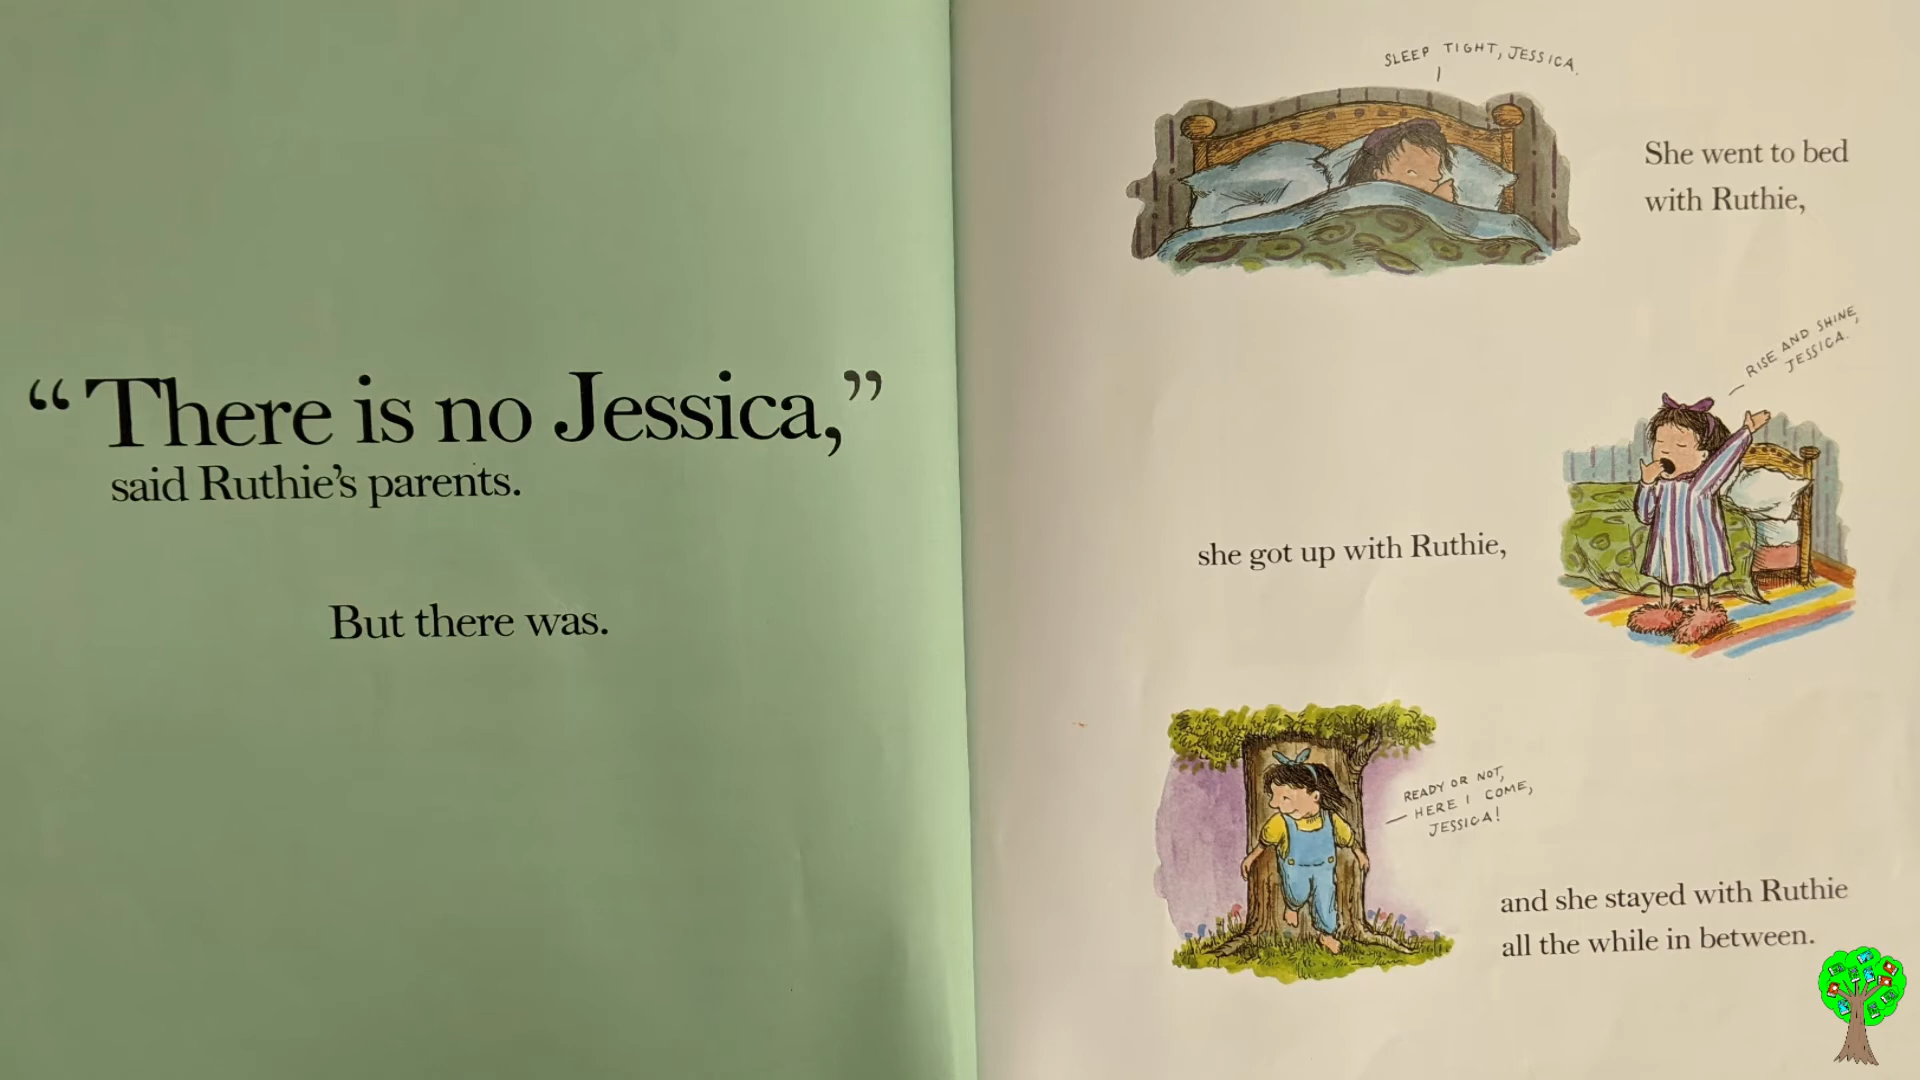 “There is no Jessica,”
said Ruthie’s parents.
But there was.
SLEEP TIGHT, JESSICA.
She went to bed
with Ruthie,
RISE AND SHINE,
JESSICA.
she got up with Ruthie,
READY OR NOT,
HERE I COME,
JESSICA!
and she stayed with Ruthie
all the while in between.